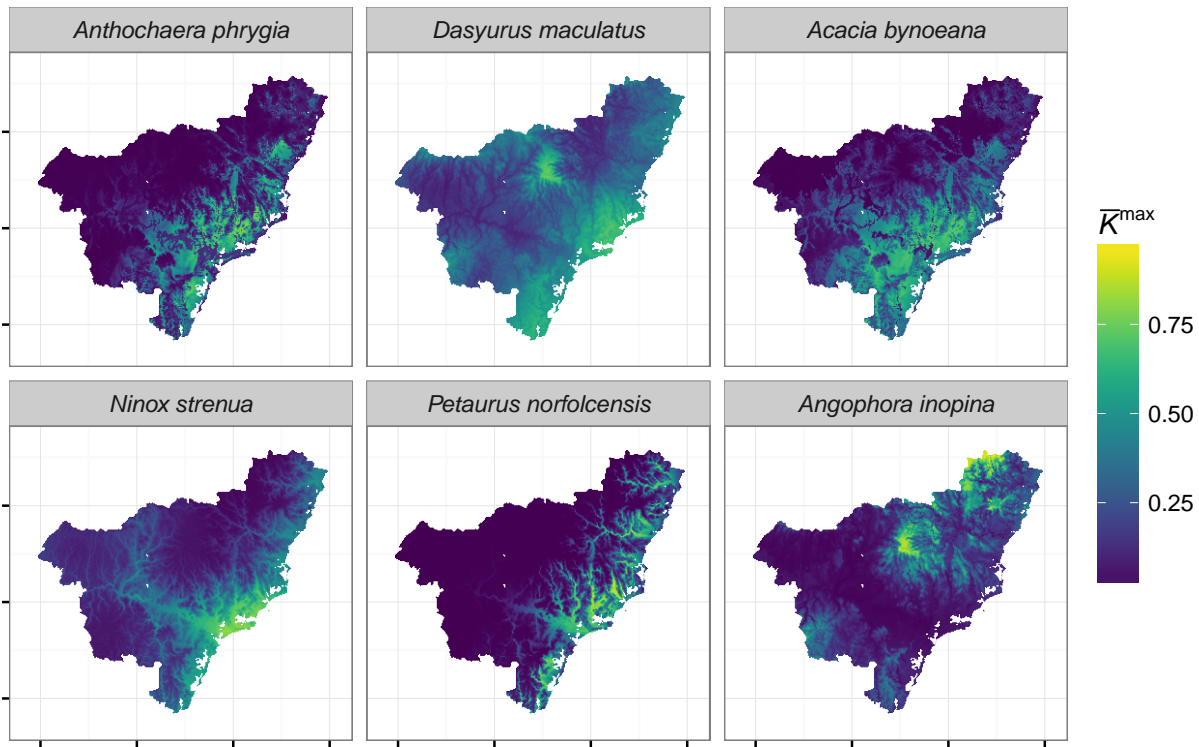 Anthochaera phrygia
Dasyurus maculatus
Acacia bynoeana
K̅max
0.75
0.50
0.25
Ninox strenua
Petaurus norfolcensis
Angophora inopina